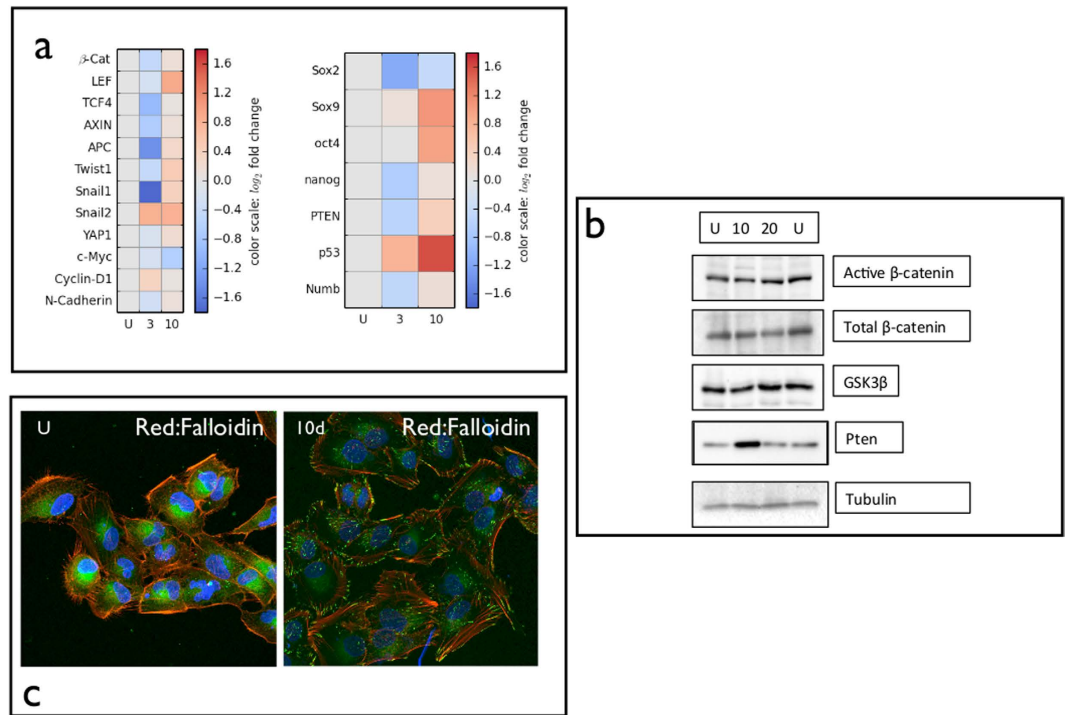 a
β-Cat
LEF
TCF4
AXIN
APC
Twist1
Snail1
Snail2
YAP1
c-Myc
Cyclin-D1
N-Cadherin
U 3 10
1.6
1.2
0.8
0.4
0.0
−0.4
−0.8
−1.2
−1.6
color scale: log₂ fold change
Sox2
Sox9
oct4
nanog
PTEN
p53
Numb
U 3 10
1.6
1.2
0.8
0.4
0.0
−0.4
−0.8
−1.2
−1.6
color scale: log₂ fold change
b
U 10 20 U
Active β-catenin
Total β-catenin
GSK3β
Pten
Tubulin
U Red:Falloidin
10d Red:Falloidin
c